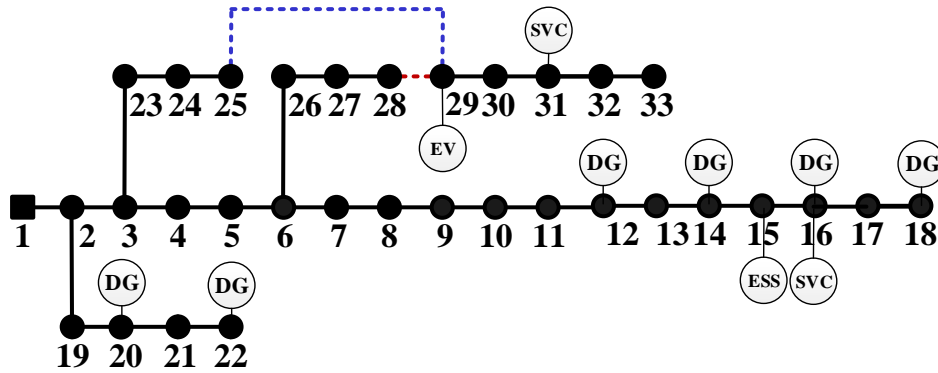 SVC
23 24 25 26 27 28 29 30 31 32 33
EV DG DG DG DG
1 2 3 4 5 6 7 8 9 10 11 12 13 14 15 16 17 18
DG DG ESS SVC
19 20 21 22